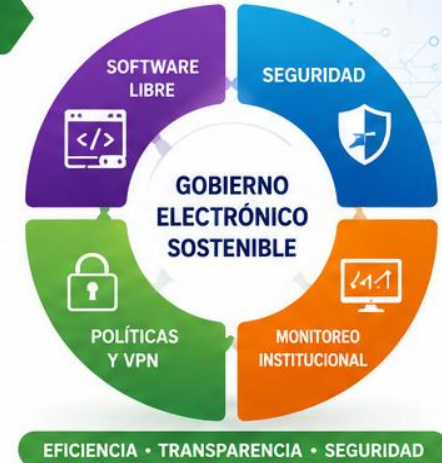 SOFTWARE
LIBRE
SEGURIDAD
</>
GOBIERNO
ELECTRÓNICO
SOSTENIBLE
POLÍTICAS
Y VPN
MONITOREO
INSTITUCIONAL
EFICIENCIA • TRANSPARENCIA • SEGURIDAD